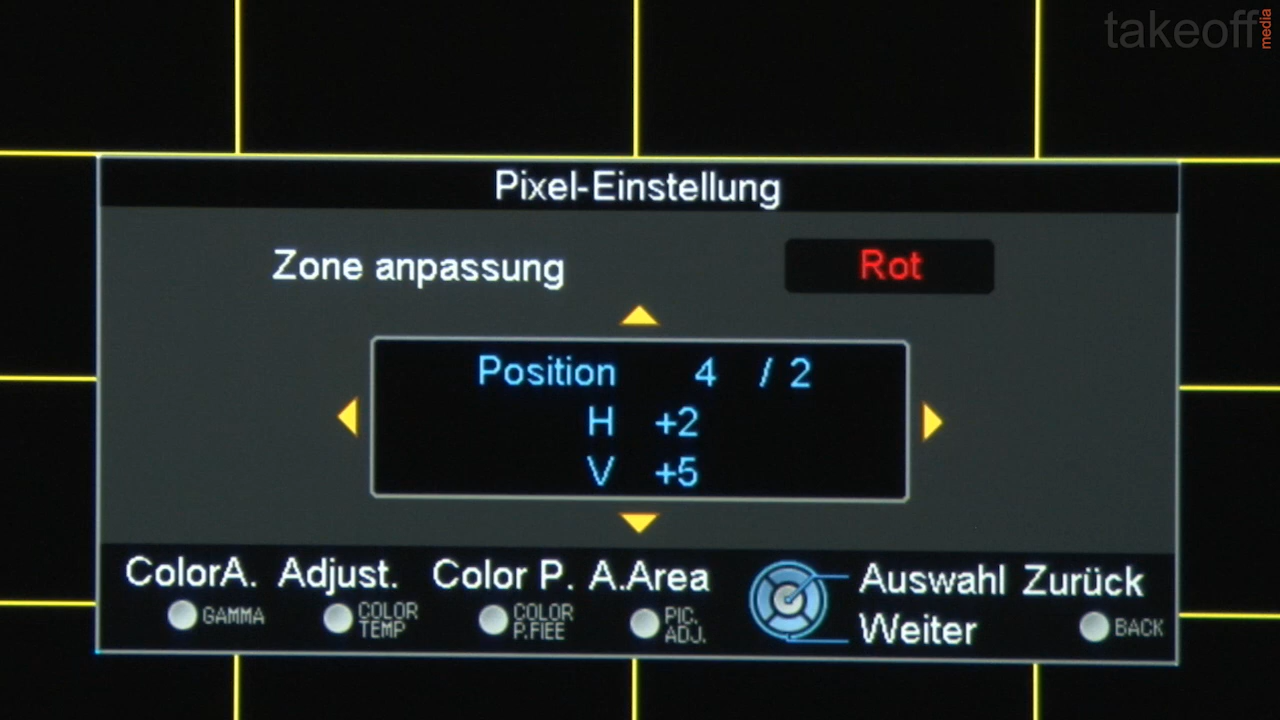 takeoff media
Pixel-Einstellung
Zone anpassung Rot
Position 4 / 2
H +2
V +5
ColorA. Adjust. Color P. A.Area Auswahl Zurück
GAMMA COLOR TEMP COLOR P.FIEE PIC. ADJ. Weiter BACK